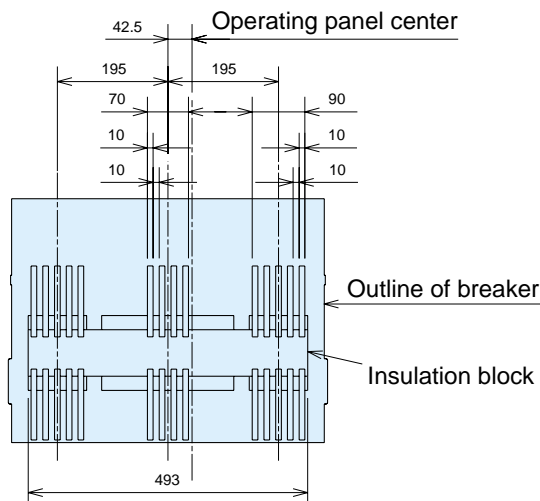 42.5 Operating panel center
195 195
70 90
10 10
10 10
Outline of breaker
Insulation block
493